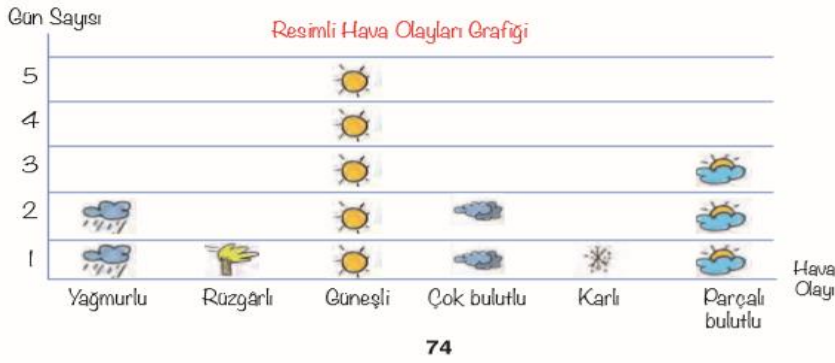 Gün Sayısı
Resimli Hava Olayları Grafiği
5
4
3
2
1
Yağmurlu Rüzgârlı Güneşli Çok bulutlu Karlı Parçalı bulutlu
Hava Olayı
74